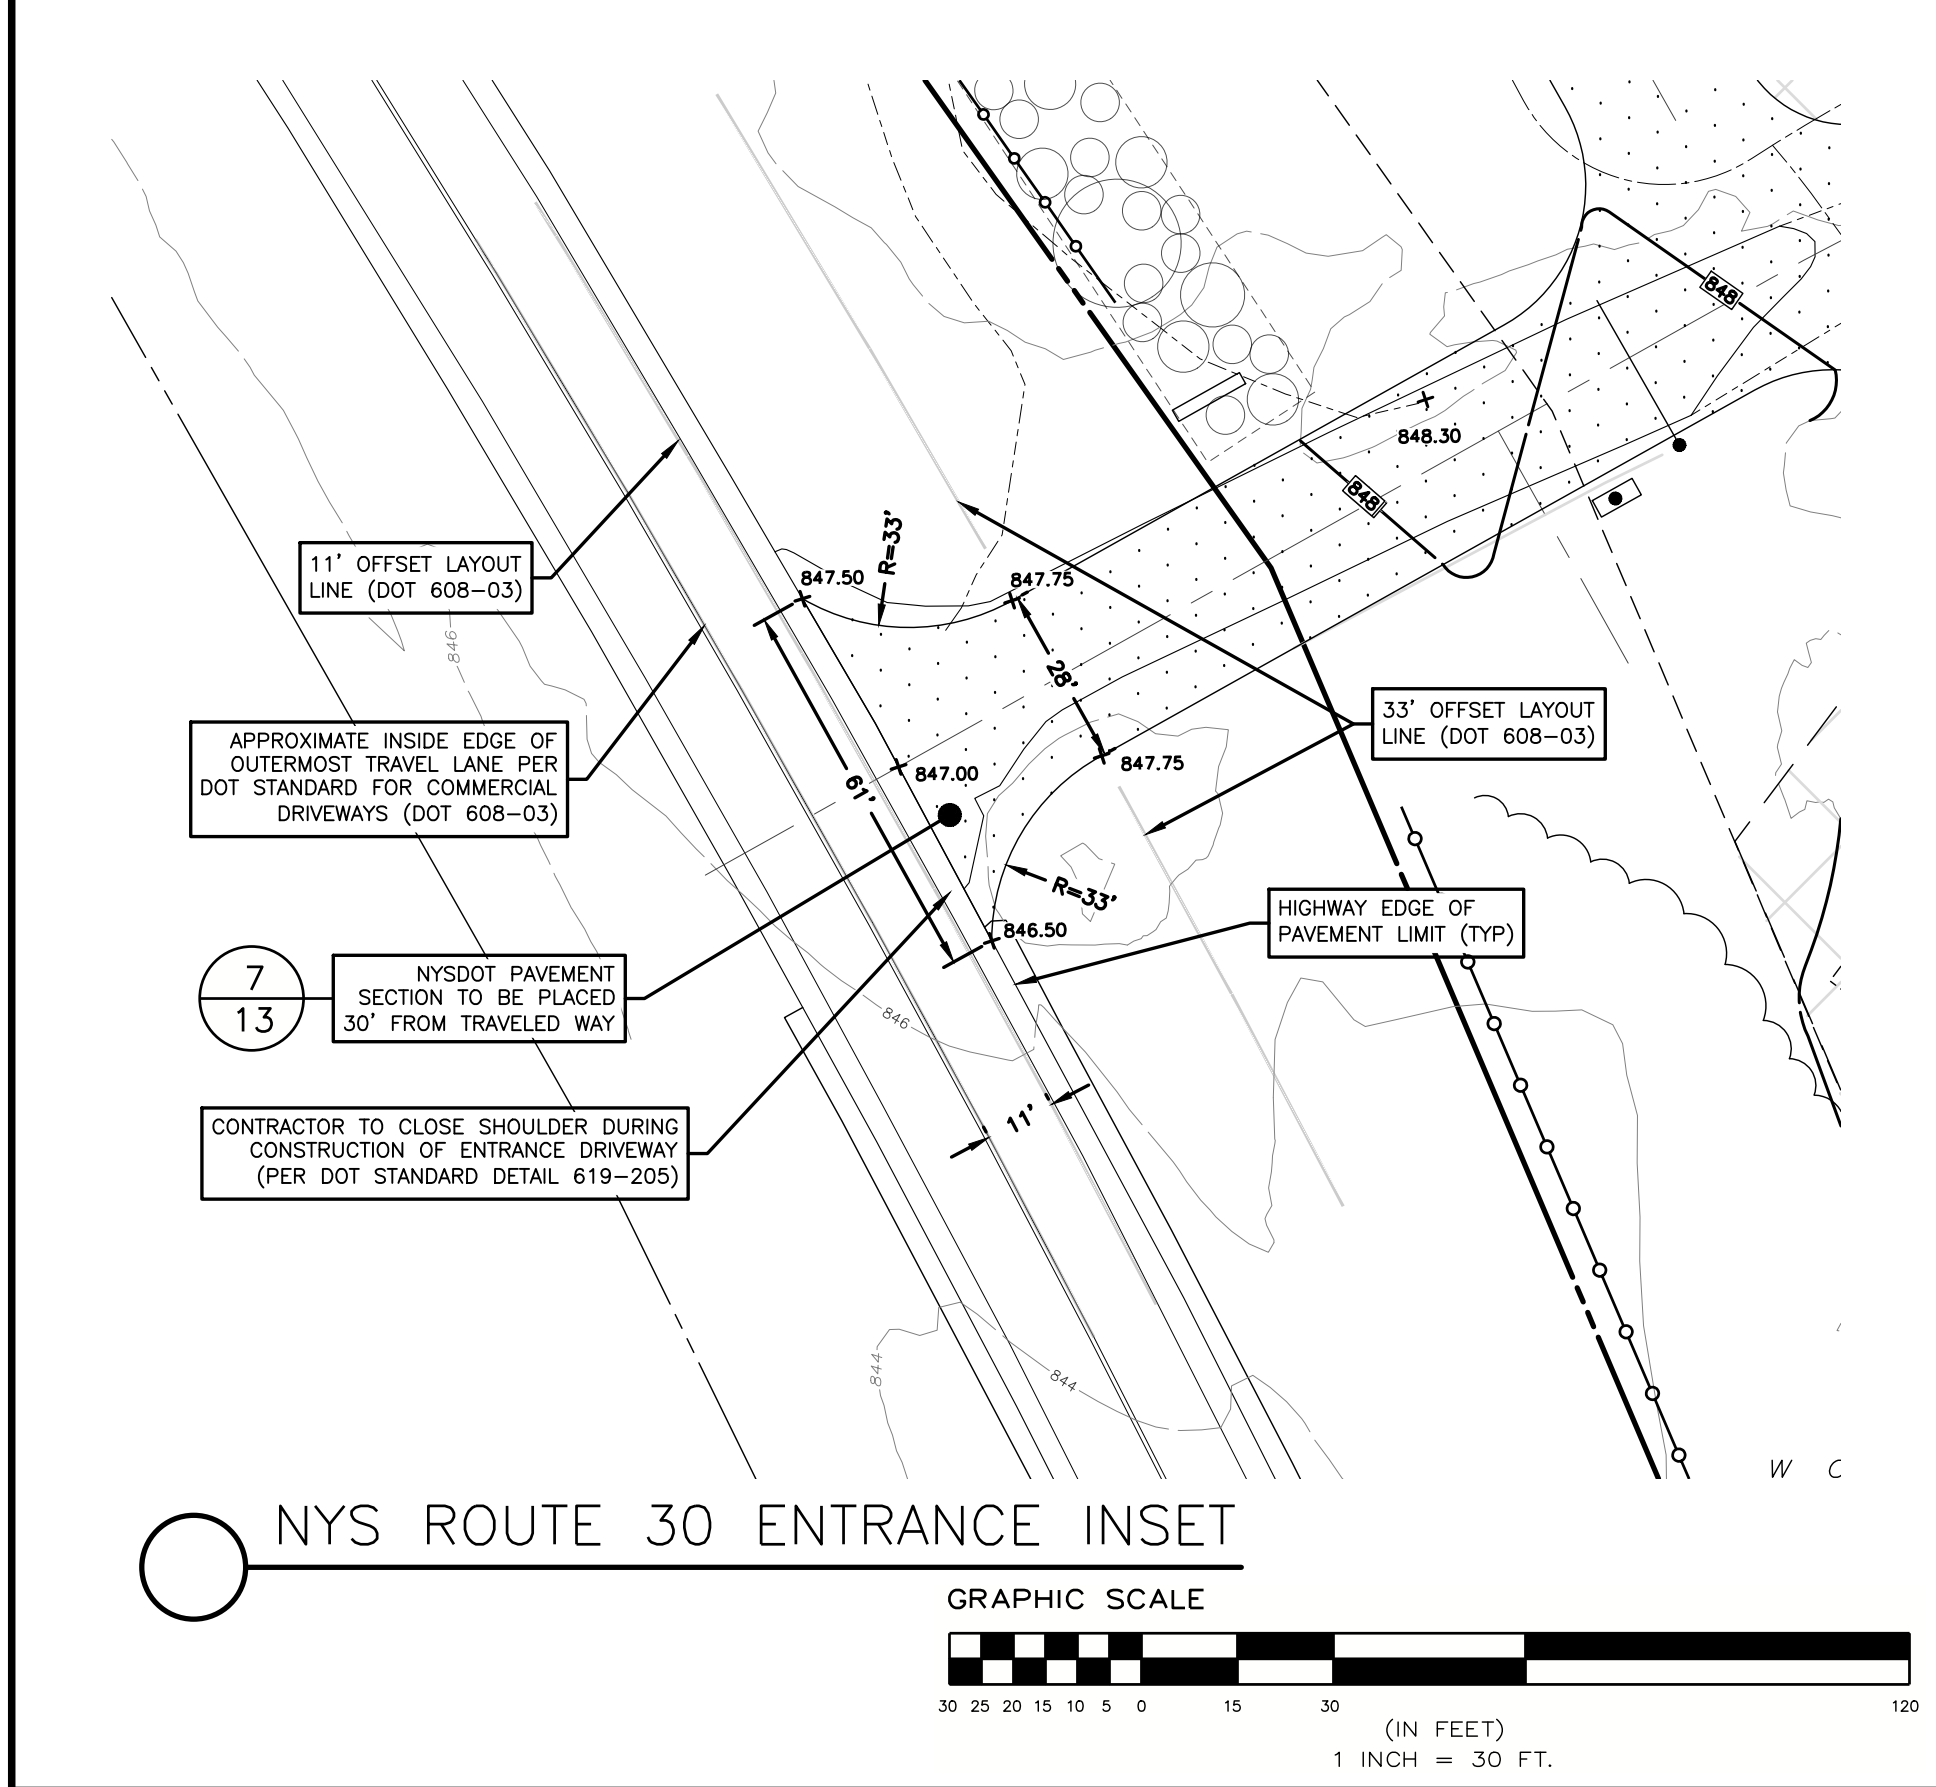 848
848.30
848
11' OFFSET LAYOUT
LINE (DOT 608-03)
R=33'
847.50
847.75
846
28'
33' OFFSET LAYOUT
LINE (DOT 608-03)
APPROXIMATE INSIDE EDGE OF
OUTERMOST TRAVEL LANE PER
DOT STANDARD FOR COMMERCIAL
DRIVEWAYS (DOT 608-03)
61'
847.00
847.75
R=33'
846.50
HIGHWAY EDGE OF
PAVEMENT LIMIT (TYP)
7
13
NYSDOT PAVEMENT
SECTION TO BE PLACED
30' FROM TRAVELED WAY
846
CONTRACTOR TO CLOSE SHOULDER DURING
CONSTRUCTION OF ENTRANCE DRIVEWAY
(PER DOT STANDARD DETAIL 619-205)
11'
844
844
W
NYS ROUTE 30 ENTRANCE INSET
GRAPHIC SCALE
30 25 20 15 10 5 0 15 30 120
(IN FEET)
1 INCH = 30 FT.